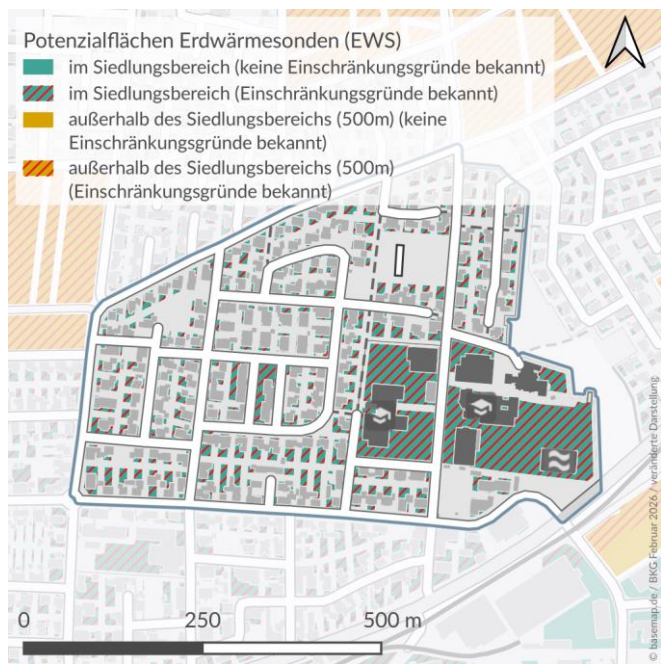 Potenzialflächen Erdwärmesonden (EWS)
im Siedlungsbereich (keine Einschränkungsgründe bekannt)
im Siedlungsbereich (Einschränkungsgründe bekannt)
außerhalb des Siedlungsbereichs (500m) (keine
Einschränkungsgründe bekannt)
außerhalb des Siedlungsbereichs (500m)
(Einschränkungsgründe bekannt)
0 250 500 m
© basemap.de / BKG Februar 2026 / veränderte Darstellung